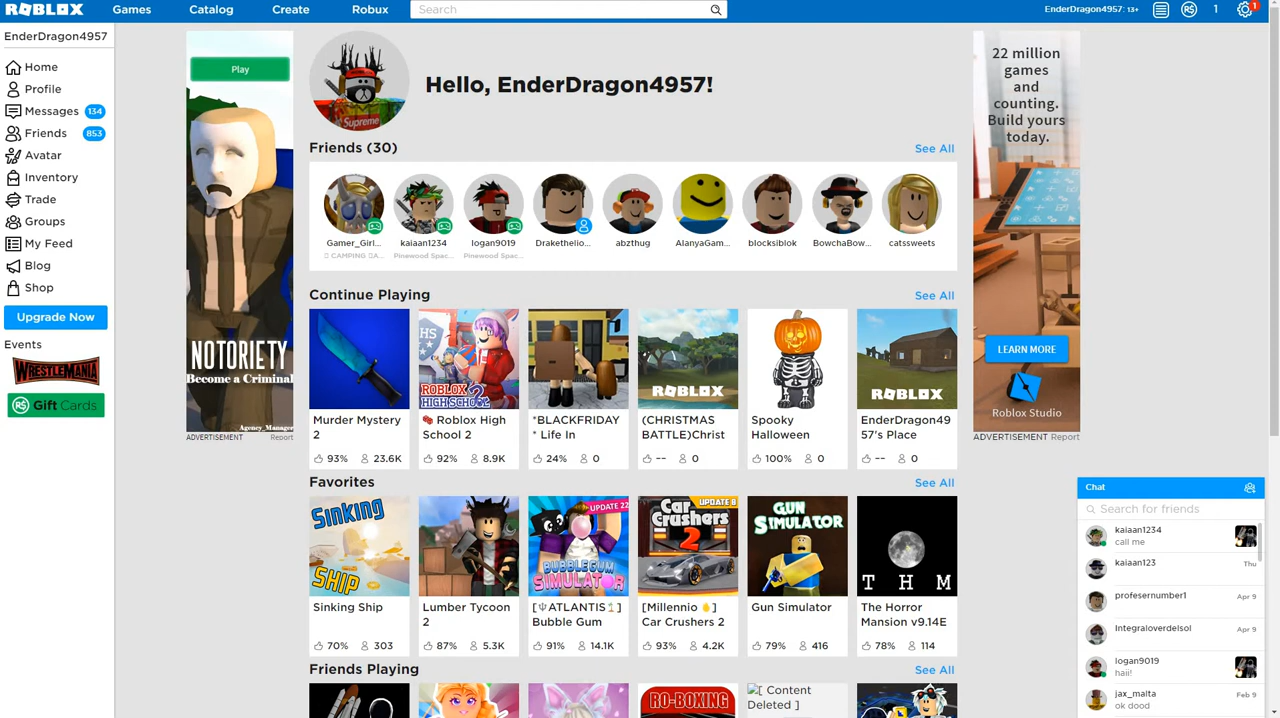 ROBLOX
Games
Catalog
Create
Robux
Search
EnderDragon4957: 13+
1
1
EnderDragon4957
Home
Profile
Messages 134
Friends 853
Avatar
Inventory
Trade
Groups
My Feed
Blog
Shop
Upgrade Now
Events
WRESTLEMANIA
Gift Cards
Play
NOTORIETY
Become a Criminal
Agency_Manager
ADVERTISEMENT Report
Hello, EnderDragon4957!
Supreme
Friends (30)
See All
Gamer_Girl...
kaiaan1234
logan9019
Drakethelio...
abzthug
AlanyaGam...
blocksiblok
BowchaBow...
catssweets
Pinewood Spac...
Pinewood Spac...
Continue Playing
See All
HS
ROBLOX
HIGH SCHOOL 2
ROBLOX
ROBLOX
Murder Mystery
2
93% 23.6K
Roblox High
School 2
92% 8.9K
*BLACKFRIDAY
* Life In
24% 0
(CHRISTMAS
BATTLE)Christ
-- 0
Spooky
Halloween
100% 0
EnderDragon49
57's Place
-- 0
Favorites
See All
Sinking
Ship
UPDATE 22
BUBBLEGUM
SIMULATOR
UPDATE 8
Car
Crushers
2
GUN
SIMULATOR
T H M
Sinking Ship
70% 303
Lumber Tycoon
2
87% 5.3K
[ATLANTIS]
Bubble Gum
91% 14.1K
[Millennio]
Car Crushers 2
93% 4.2K
Gun Simulator
79% 416
The Horror
Mansion v9.14E
78% 114
Friends Playing
See All
RO-BOXING
[ Content
Deleted ]
22 million
games
and
counting.
Build yours
today.
LEARN MORE
Roblox Studio
ADVERTISEMENT Report
Chat
Search for friends
kaiaan1234
call me
kaiaan123
Thu
profesernumber1
Apr 9
Integraloverdelsol
Apr 9
logan9019
haii!
jax_malta
Feb 9
ok dood